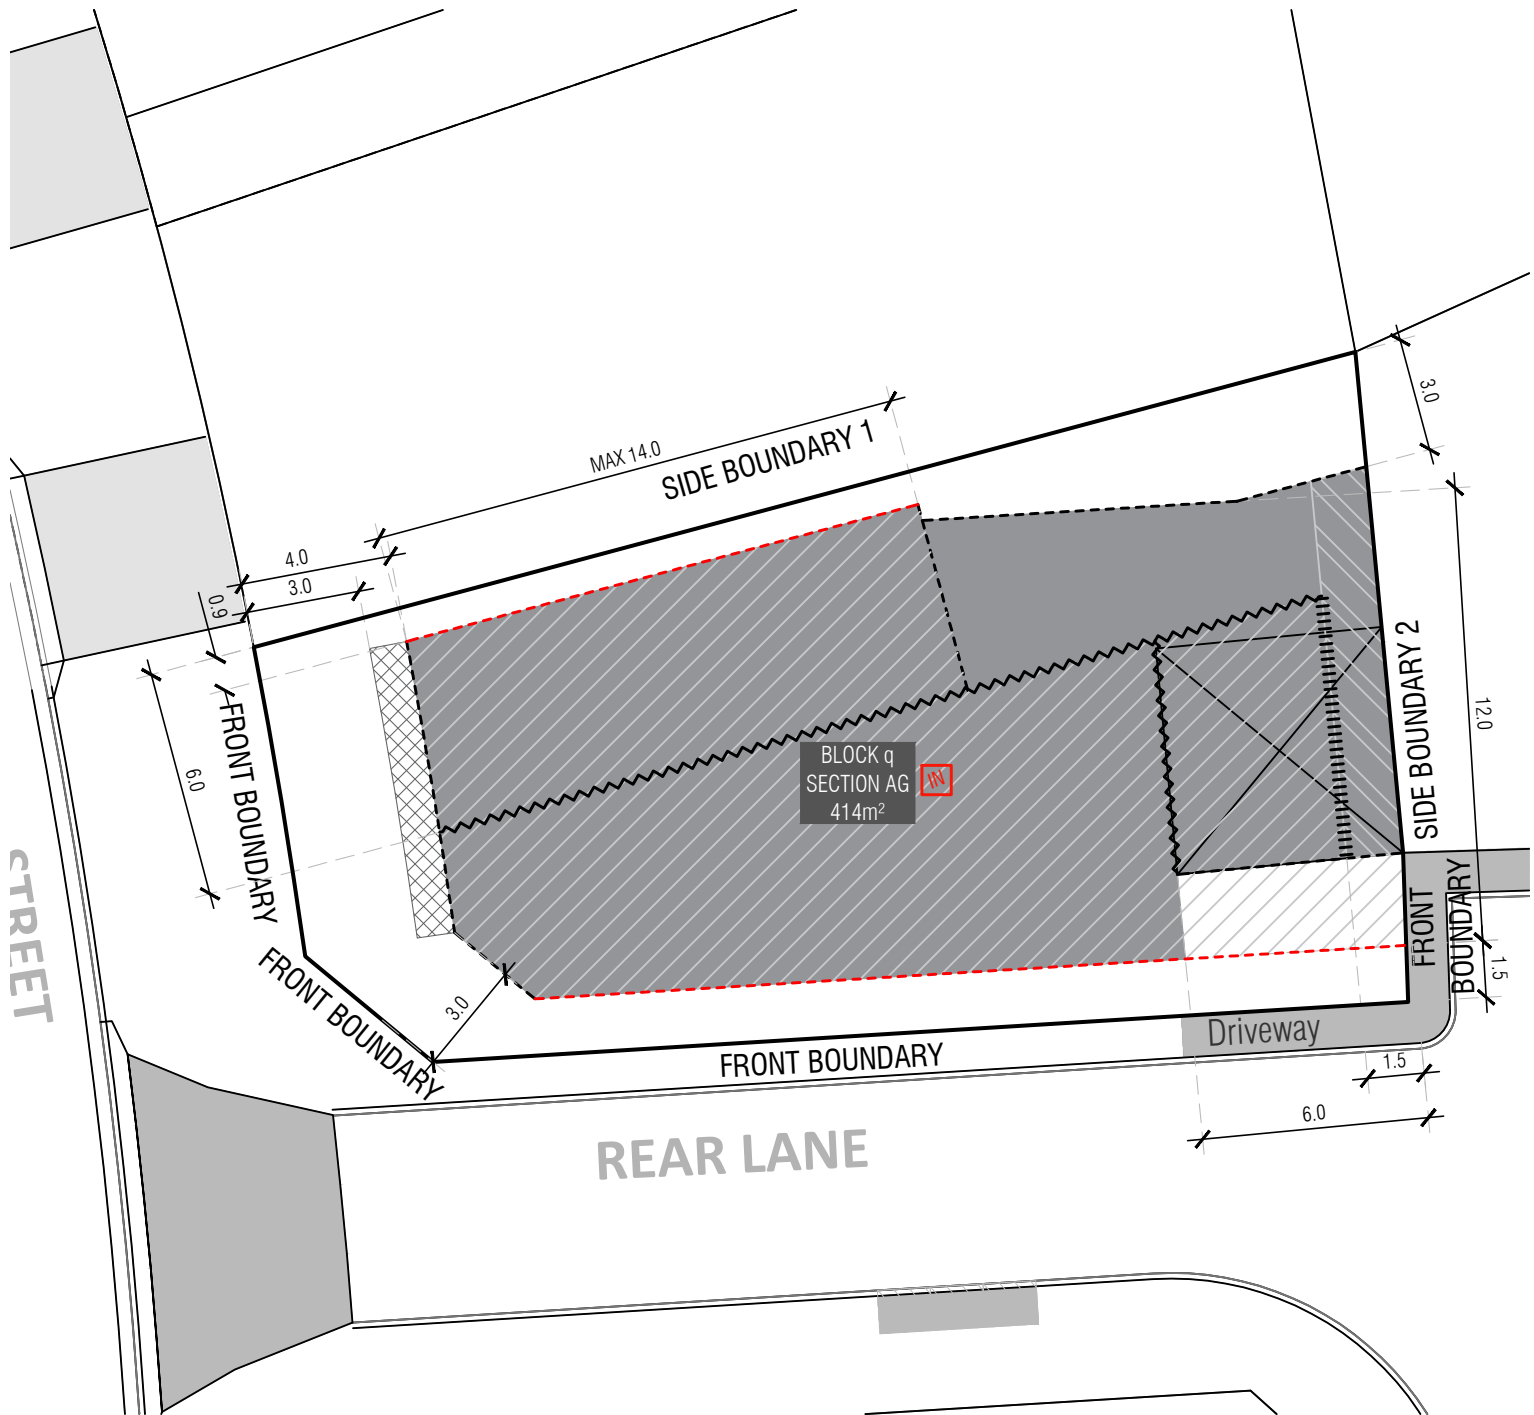 3.0
MAX 14.0
SIDE BOUNDARY 1
4.0
3.0
0.9
6.0
FRONT BOUNDARY
12.0
SIDE BOUNDARY 2
BLOCK q
SECTION AG
414m²
IN
STREET
FRONT
BOUNDARY
1.5
FRONT BOUNDARY
3.0
FRONT BOUNDARY
Driveway
1.5
6.0
REAR LANE